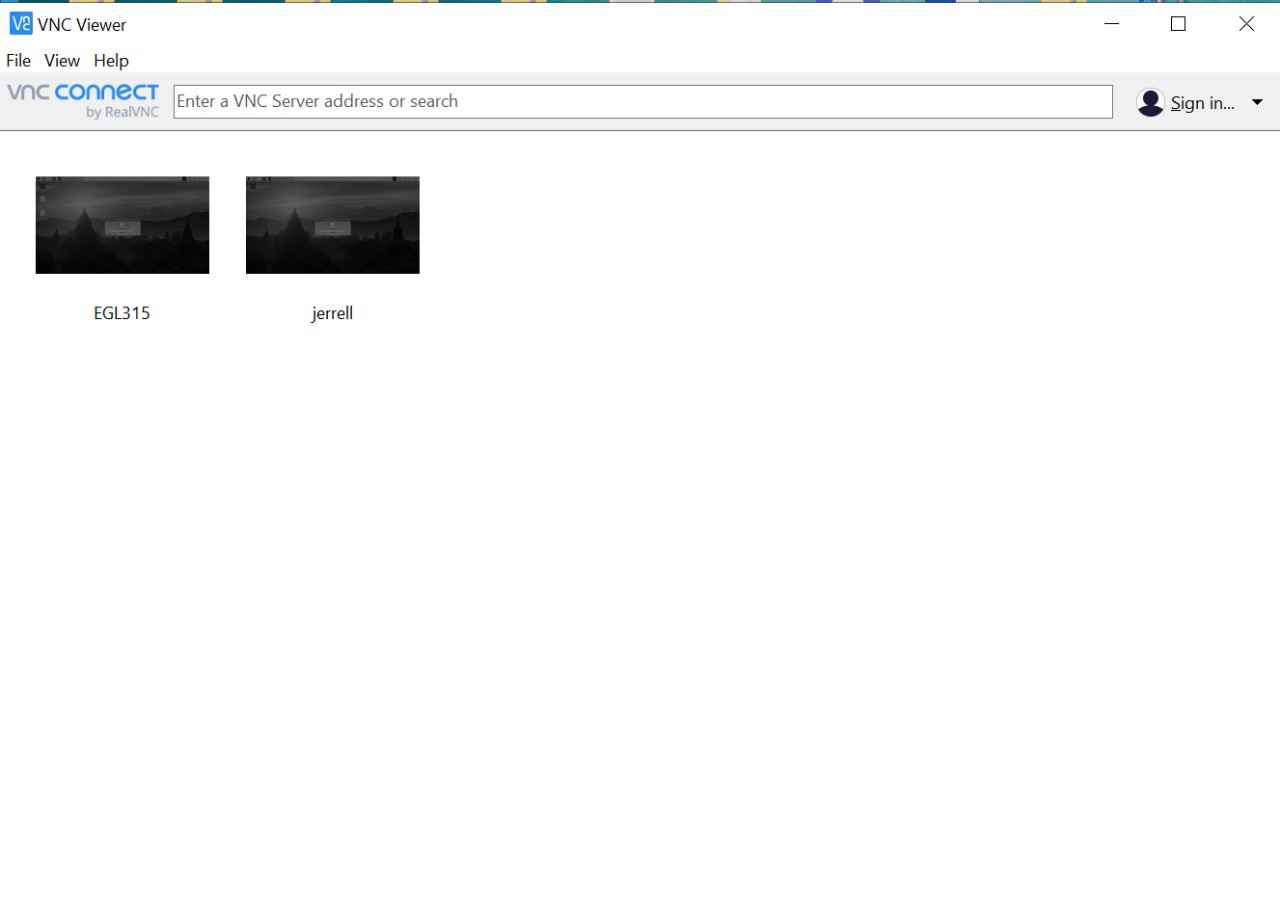 VNC Viewer
File View Help
vnc connect
by RealVNC
Enter a VNC Server address or search
Sign in...
EGL315
jerrell